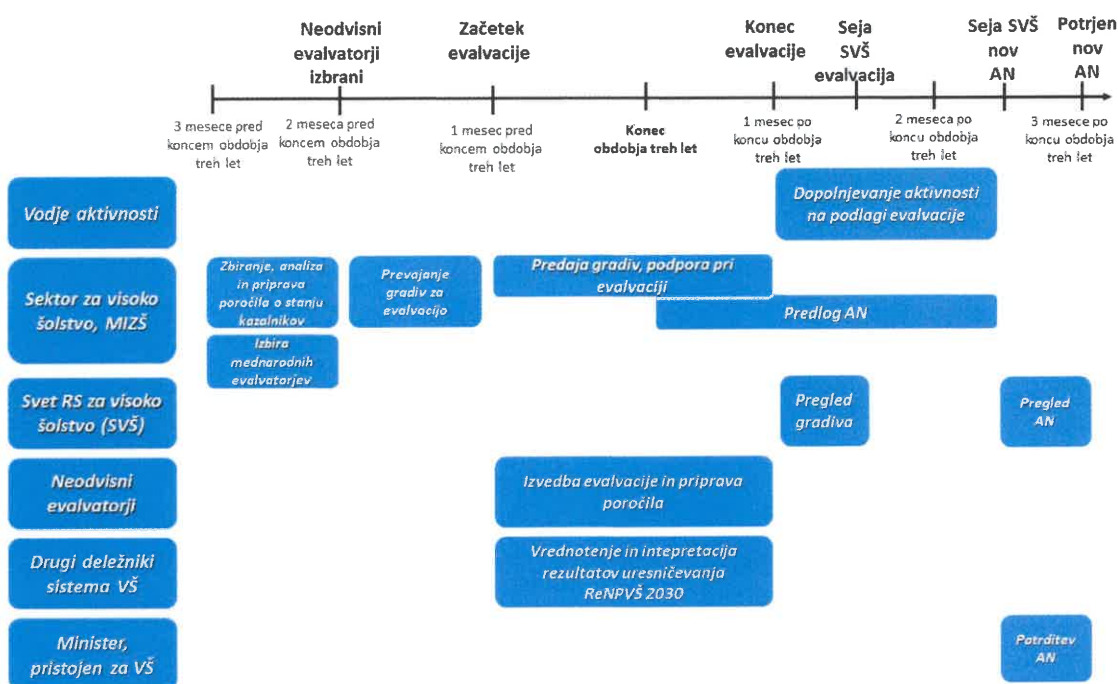 Neodvisni
evalvatorji
izbrani
Začetek
evalvacije
Konec
evalvacije
Seja
SVŠ
evalvacija
Seja SVŠ
nov
AN
Potrjen
nov
AN
3 mesece pred
koncem obdobja
treh let
2 meseca pred
koncem obdobja
treh let
1 mesec pred
koncem obdobja
treh let
Konec
obdobja treh let
1 mesec po
koncu obdobja
treh let
2 meseca po
koncu obdobja
treh let
3 mesece po
koncu obdobja
treh let
Vodje aktivnosti
Dopolnjevanje aktivnosti
na podlagi evalvacije
Sektor za visoko
šolstvo, MIZŠ
Zbiranje, analiza
in priprava
poročila o stanju
kazalnikov
Prevajanje
gradiv za
evalvacijo
Predaja gradiv, podpora pri
evalvaciji
Predlog AN
Izbira
mednarodnih
evalvatorjev
Svet RS za visoko
šolstvo (SVŠ)
Pregled
gradiva
Pregled
AN
Neodvisni
evalvatorji
Izvedba evalvacije in priprava
poročila
Drugi deležniki
sistema VŠ
Vrednotenje in intepretacija
rezultatov uresničevanja
ReNPVŠ 2030
Minister,
pristojen za VŠ
Potrditev
AN